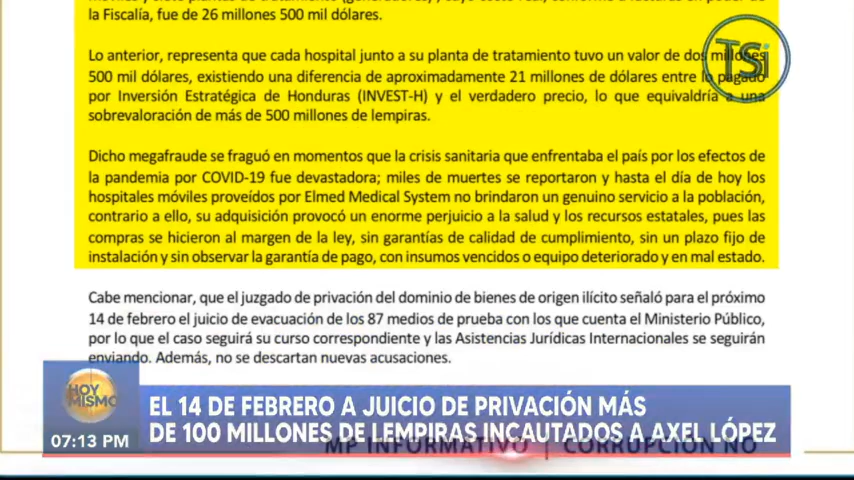 la Fiscalía, fue de 26 millones 500 mil dólares.
Lo anterior, representa que cada hospital junto a su planta de tratamiento tuvo un valor de dos millones
500 mil dólares, existiendo una diferencia de aproximadamente 21 millones de dólares entre lo pagado
por Inversión Estratégica de Honduras (INVEST-H) y el verdadero precio, lo que equivaldría a una
sobrevaloración de más de 500 millones de lempiras.
Dicho megafraude se fraguó en momentos que la crisis sanitaria que enfrentaba el país por los efectos de
la pandemia por COVID-19 fue devastadora; miles de muertes se reportaron y hasta el día de hoy los
hospitales móviles proveídos por Elmed Medical System no brindaron un genuino servicio a la población,
contrario a ello, su adquisición provocó un enorme perjuicio a la salud y los recursos estatales, pues las
compras se hicieron al margen de la ley, sin garantías de calidad de cumplimiento, sin un plazo fijo de
instalación y sin observar la garantía de pago, con insumos vencidos o equipo deteriorado y en mal estado.
Cabe mencionar, que el juzgado de privación del dominio de bienes de origen ilícito señaló para el próximo
14 de febrero el juicio de evacuación de los 87 medios de prueba con los que cuenta el Ministerio Público,
por lo que el caso seguirá su curso correspondiente y las Asistencias Jurídicas Internacionales se seguirán
enviando. Además, no se descartan nuevas acusaciones.
TSi
HOY
MISMO
07:13 PM
EL 14 DE FEBRERO A JUICIO DE PRIVACIÓN MÁS
DE 100 MILLONES DE LEMPIRAS INCAUTADOS A AXEL LÓPEZ
MP INFORMATIVO | CORRUPCIÓN NO